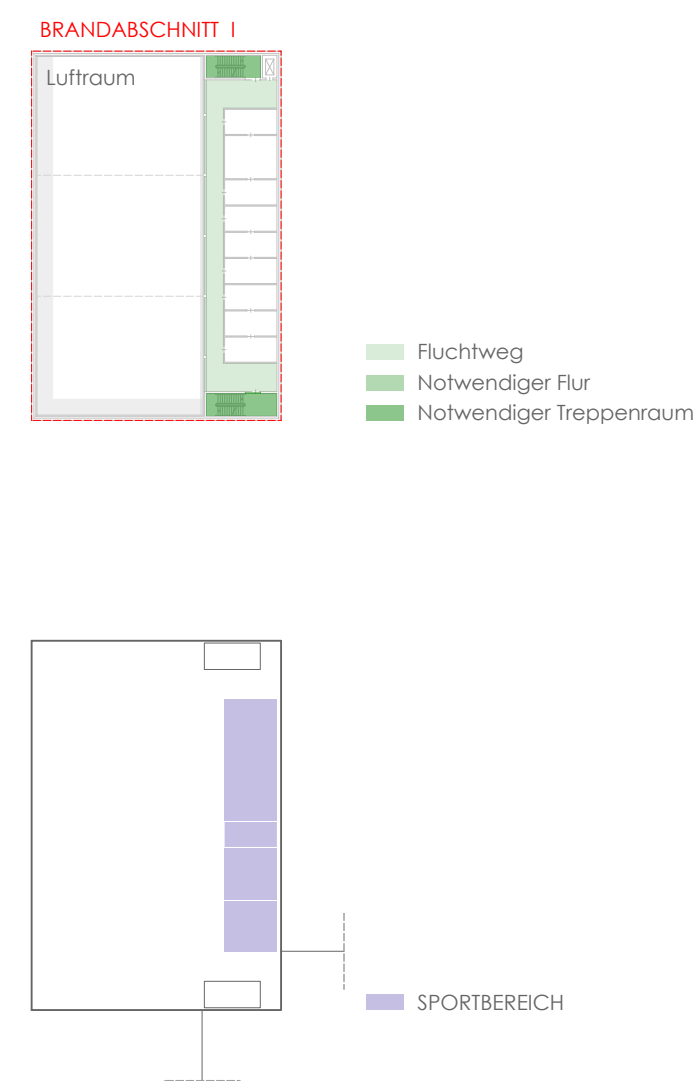 BRANDABSCHNITT I
Luftraum
Fluchtweg
Notwendiger Flur
Notwendiger Treppenraum
SPORTBEREICH